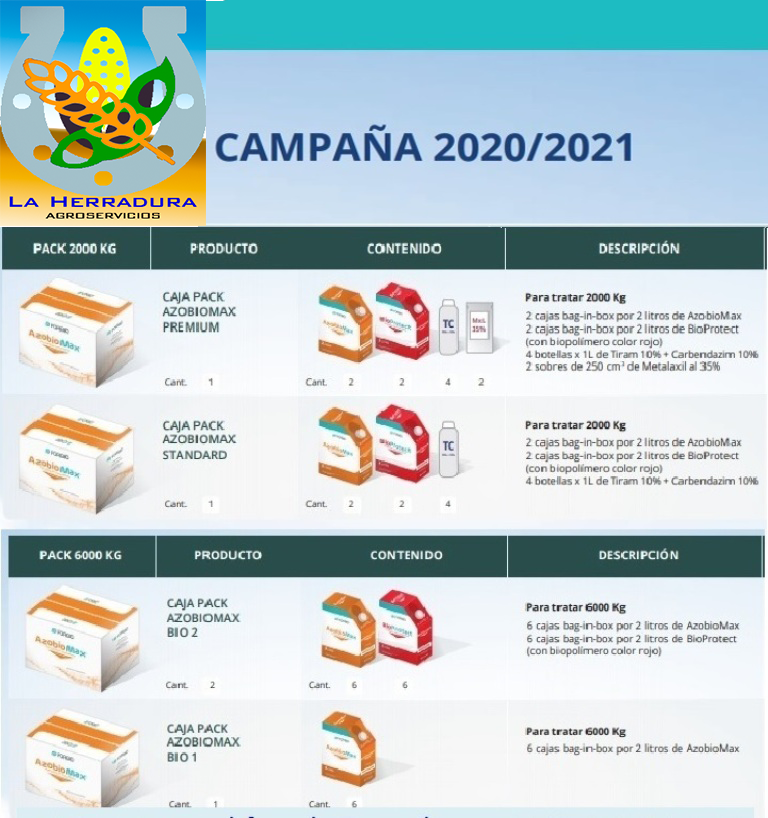 LA HERRADURA
AGROSERVICIOS
CAMPAÑA 2020/2021
PACK 2000 KG PRODUCTO CONTENIDO DESCRIPCIÓN
CAJA PACK
AZOBIOMAX
PREMIUM
Cant. 1
AzobioMax
AzobioMax
BioProtect
TC
Met.
35%
Cant. 2 2 4 2
Para tratar 2000 Kg
2 cajas bag-in-box por 2 litros de AzobioMax
2 cajas bag-in-box por 2 litros de BioProtect
(con biopolímero color rojo)
4 botellas x 1L de Tiram 10% + Carbendazim 10%
2 sobres de 250 cm³ de Metalaxil al 35%
AzobioMax
CAJA PACK
AZOBIOMAX
STANDARD
Cant. 1
AzobioMax
BioProtect
TC
Cant. 2 2 4
Para tratar 2000 Kg
2 cajas bag-in-box por 2 litros de AzobioMax
2 cajas bag-in-box por 2 litros de BioProtect
(con biopolímero color rojo)
4 botellas x 1L de Tiram 10% + Carbendazim 10%
PACK 6000 KG PRODUCTO CONTENIDO DESCRIPCIÓN
AzobioMax
CAJA PACK
AZOBIOMAX
BIO 2
Cant. 2
AzobioMax
BioProtect
Cant. 6 6
Para tratar 6000 Kg
6 cajas bag-in-box por 2 litros de AzobioMax
6 cajas bag-in-box por 2 litros de BioProtect
(con biopolímero color rojo)
AzobioMax
CAJA PACK
AZOBIOMAX
BIO 1
Cant. 1
AzobioMax
Cant. 6
Para tratar 6000 Kg
6 cajas bag-in-box por 2 litros de AzobioMax